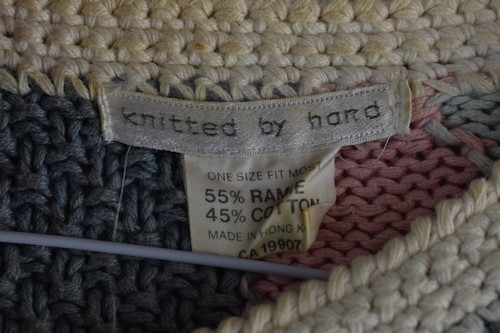 knitted by hand
ONE SIZE FIT MOST
55% RAMIE
45% COTTON
MADE IN HONG
CA 19907